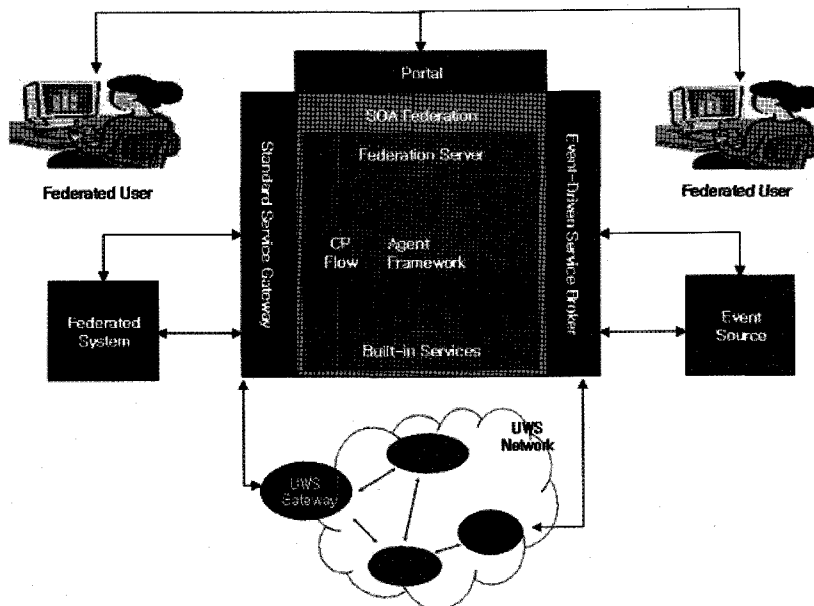 Portal
SOA Federation
Federation Server
Standard Service Gateway
Event-Driven Service Broker
Federated User
Federated User
CP
Flow
Agent
Framework
Federated
System
Event
Source
Built-in Services
UWS
Network
UWS
Gateway